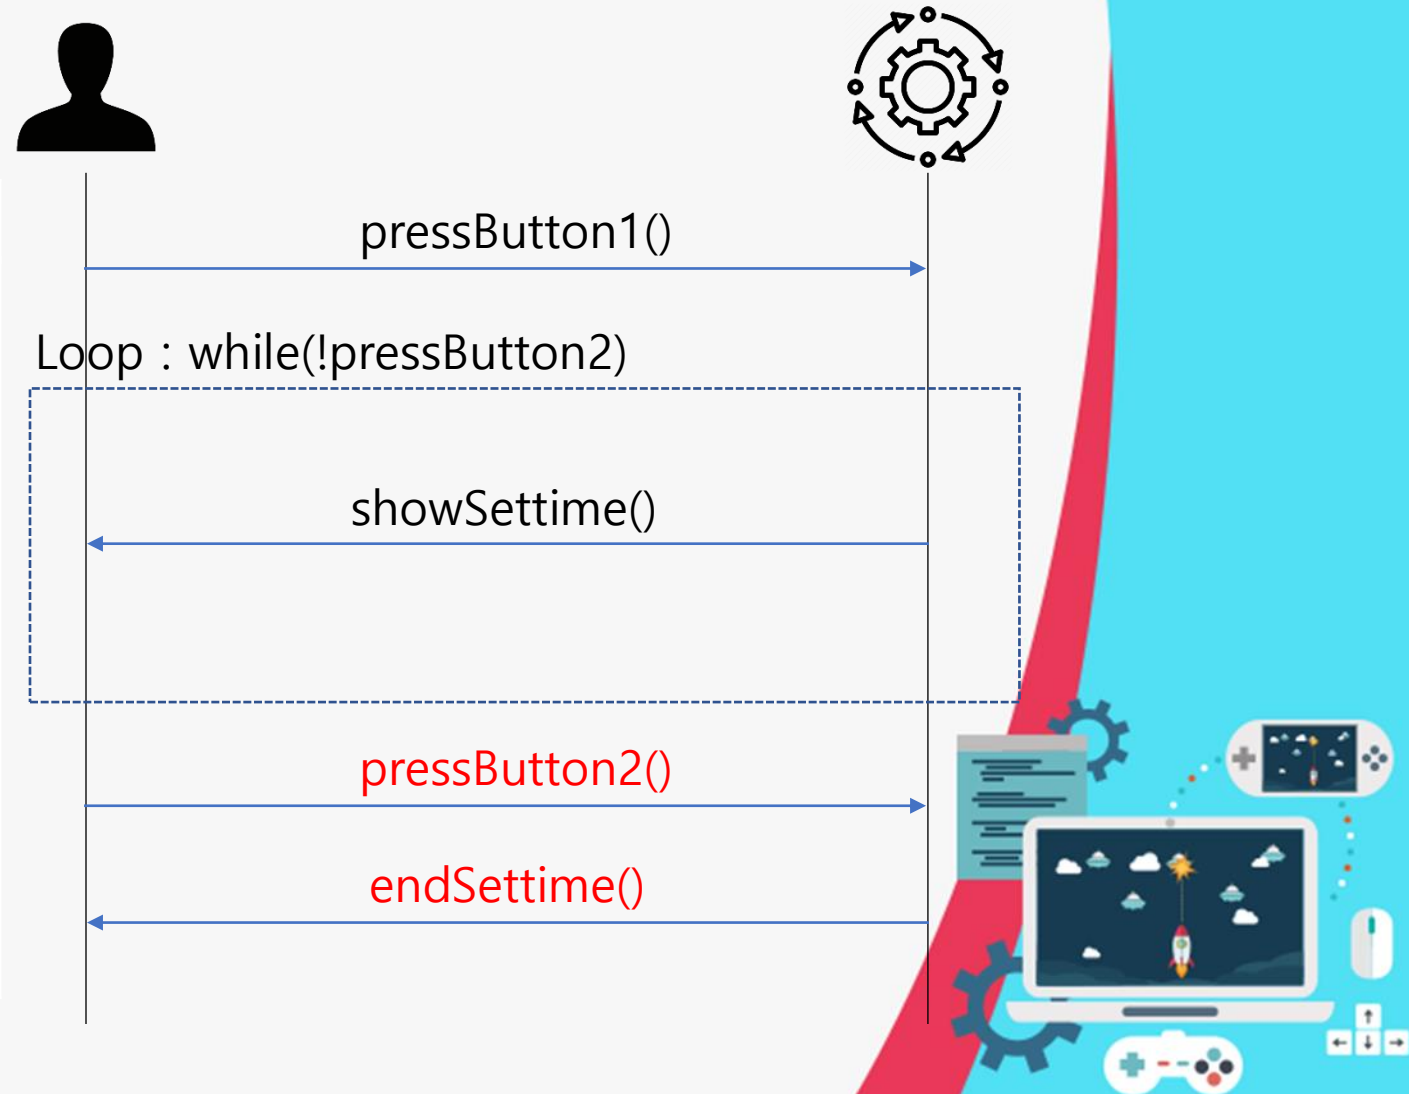 pressButton1()
Loop : while(!pressButton2)
showSettime()
pressButton2()
endSettime()